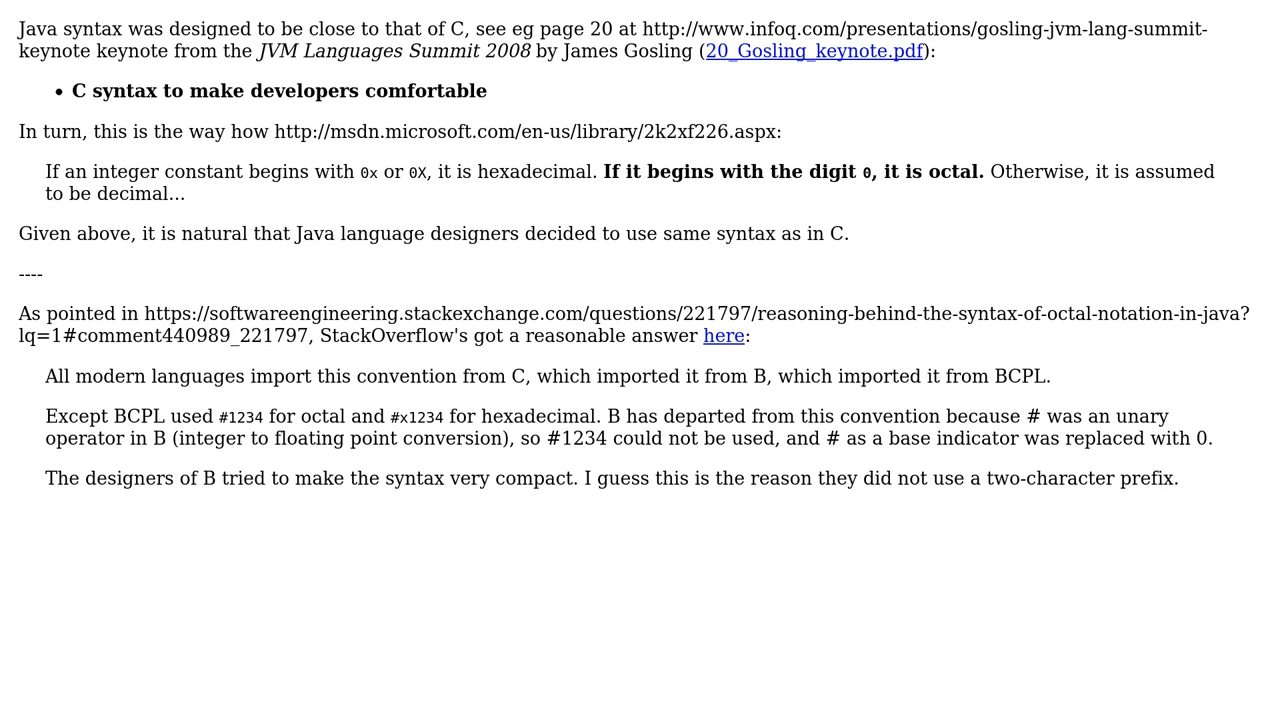 Java syntax was designed to be close to that of C, see eg page 20 at http://www.infoq.com/presentations/gosling-jvm-lang-summit-
keynote keynote from the JVM Languages Summit 2008 by James Gosling (20_Gosling_keynote.pdf):
• C syntax to make developers comfortable
In turn, this is the way how http://msdn.microsoft.com/en-us/library/2k2xf226.aspx:
If an integer constant begins with 0x or 0X, it is hexadecimal. If it begins with the digit 0, it is octal. Otherwise, it is assumed
to be decimal...
Given above, it is natural that Java language designers decided to use same syntax as in C.
----
As pointed in https://softwareengineering.stackexchange.com/questions/221797/reasoning-behind-the-syntax-of-octal-notation-in-java?
lq=1#comment440989_221797, StackOverflow's got a reasonable answer here:
All modern languages import this convention from C, which imported it from B, which imported it from BCPL.
Except BCPL used #1234 for octal and #x1234 for hexadecimal. B has departed from this convention because # was an unary
operator in B (integer to floating point conversion), so #1234 could not be used, and # as a base indicator was replaced with 0.
The designers of B tried to make the syntax very compact. I guess this is the reason they did not use a two-character prefix.